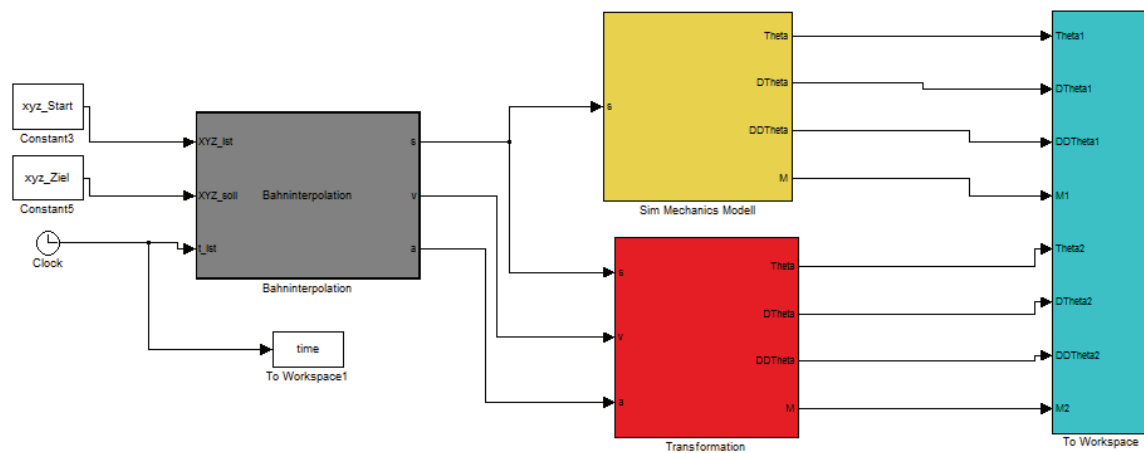 xyz_Start
Constant3
xyz_Ziel
Constant5
Clock
XYZ_Ist
XYZ_soll
t_Ist
Bahninterpolation
s
v
a
Bahninterpolation
time
To Workspace1
s
Theta
DTheta
DDTheta
M
Sim Mechanics Modell
s
v
a
Theta
DTheta
DDTheta
M
Transformation
Theta1
DTheta1
DDTheta1
M1
Theta2
DTheta2
DDTheta2
M2
To Workspace